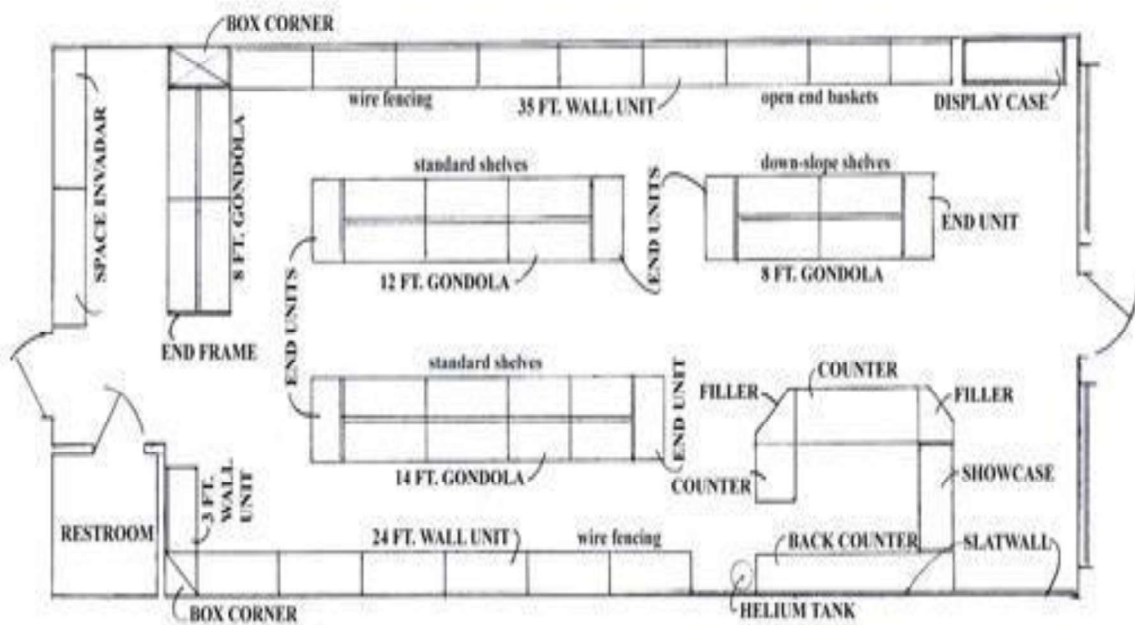 BOX CORNER
wire fencing
35 FT. WALL UNIT
open end baskets
DISPLAY CASE
SPACE INVADAR
8 FT. GONDOLA
standard shelves
END UNITS
down-slope shelves
END UNIT
12 FT. GONDOLA
8 FT. GONDOLA
END UNITS
END FRAME
standard shelves
END UNIT
COUNTER
FILLER
FILLER
14 FT. GONDOLA
COUNTER
SHOWCASE
3 FT.
WALL
UNIT
RESTROOM
24 FT. WALL UNIT
wire fencing
BACK COUNTER
SLATWALL
BOX CORNER
HELIUM TANK